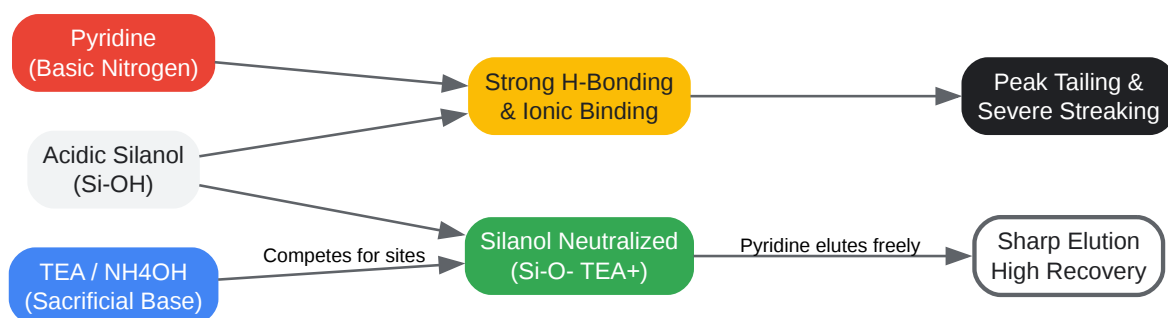 Pyridine
(Basic Nitrogen)
Acidic Silanol
(Si-OH)
TEA / NH4OH
(Sacrificial Base)
Competes for sites
Strong H-Bonding
& Ionic Binding
Silanol Neutralized
(Si-O- TEA+)
Pyridine elutes freely
Peak Tailing &
Severe Streaking
Sharp Elution
High Recovery